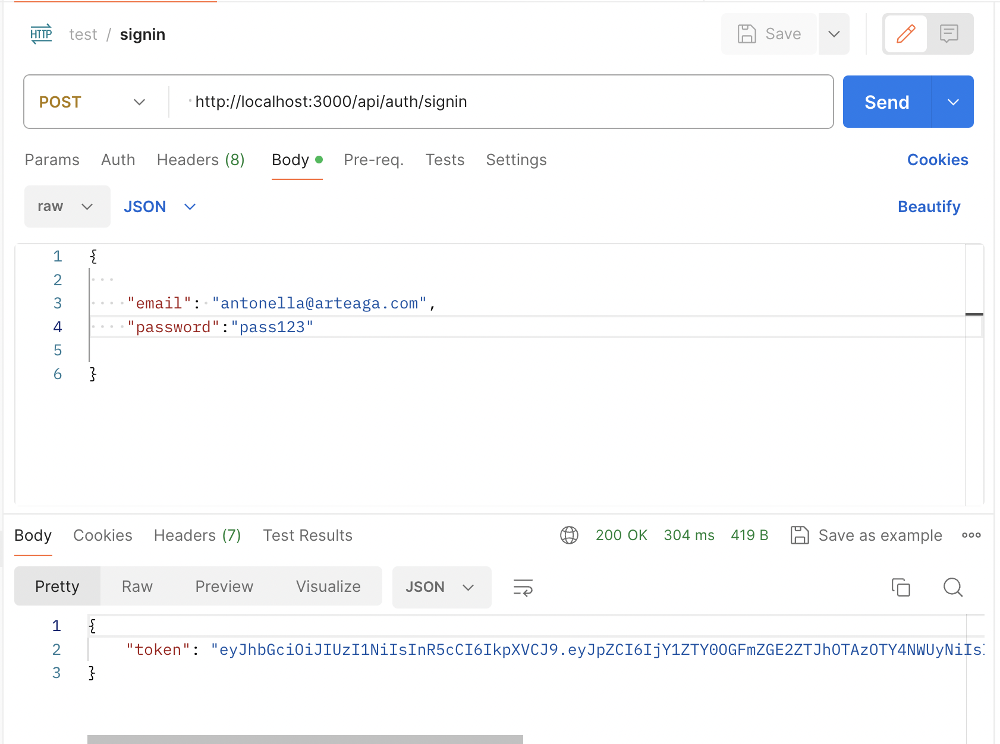 HTTP test / signin Save
POST http://localhost:3000/api/auth/signin Send
Params Auth Headers (8) Body Pre-req. Tests Settings Cookies
raw JSON Beautify
1 {
2
3 "email": "antonella@arteaga.com",
4 "password":"pass123"
5
6 }
Body Cookies Headers (7) Test Results 200 OK 304 ms 419 B Save as example
Pretty Raw Preview Visualize JSON
1 {
2 "token": "eyJhbGciOiJIUzI1NiIsInR5cCI6IkpXVCJ9.eyJpZCI6IjY1ZTY0OGFmZGE2ZTJhOTAzOTY4NWUyNiIsI
3 }